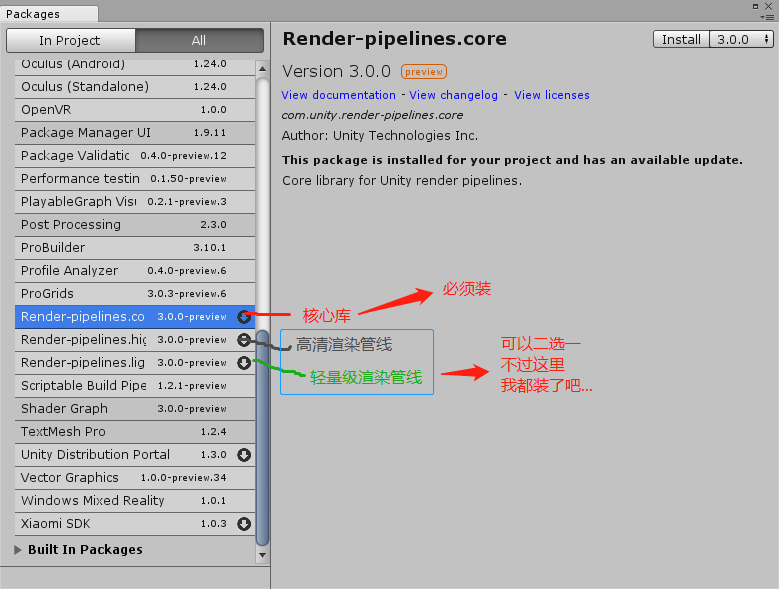 Packages
In Project
All
Oculus (Android) 1.24.0
Oculus (Standalone) 1.24.0
OpenVR 1.0.0
Package Manager UI 1.9.11
Package Validatic 0.4.0-preview.12
Performance testin 0.1.50-preview
PlayableGraph Visu 0.2.1-preview.3
Post Processing 2.3.0
ProBuilder 3.10.1
Profile Analyzer 0.4.0-preview.6
ProGrids 3.0.3-preview.6
Render-pipelines.co 3.0.0-preview
Render-pipelines.hig 3.0.0-preview
Render-pipelines.lig 3.0.0-preview
Scriptable Build Pipe 1.2.1-preview
Shader Graph 3.0.0-preview
TextMesh Pro 1.2.4
Unity Distribution Portal 1.3.0
Vector Graphics 1.0.0-preview.34
Windows Mixed Reality 1.0.1
Xiaomi SDK 1.0.3
Built In Packages
Render-pipelines.core
Install 3.0.0
Version 3.0.0 preview
View documentation - View changelog - View licenses
com.unity.render-pipelines.core
Author: Unity Technologies Inc.
This package is installed for your project and has an available update.
Core library for Unity render pipelines.
核心库
必须装
高清渲染管线
轻量级渲染管线
可以二选一
不过这里
我都装了吧...